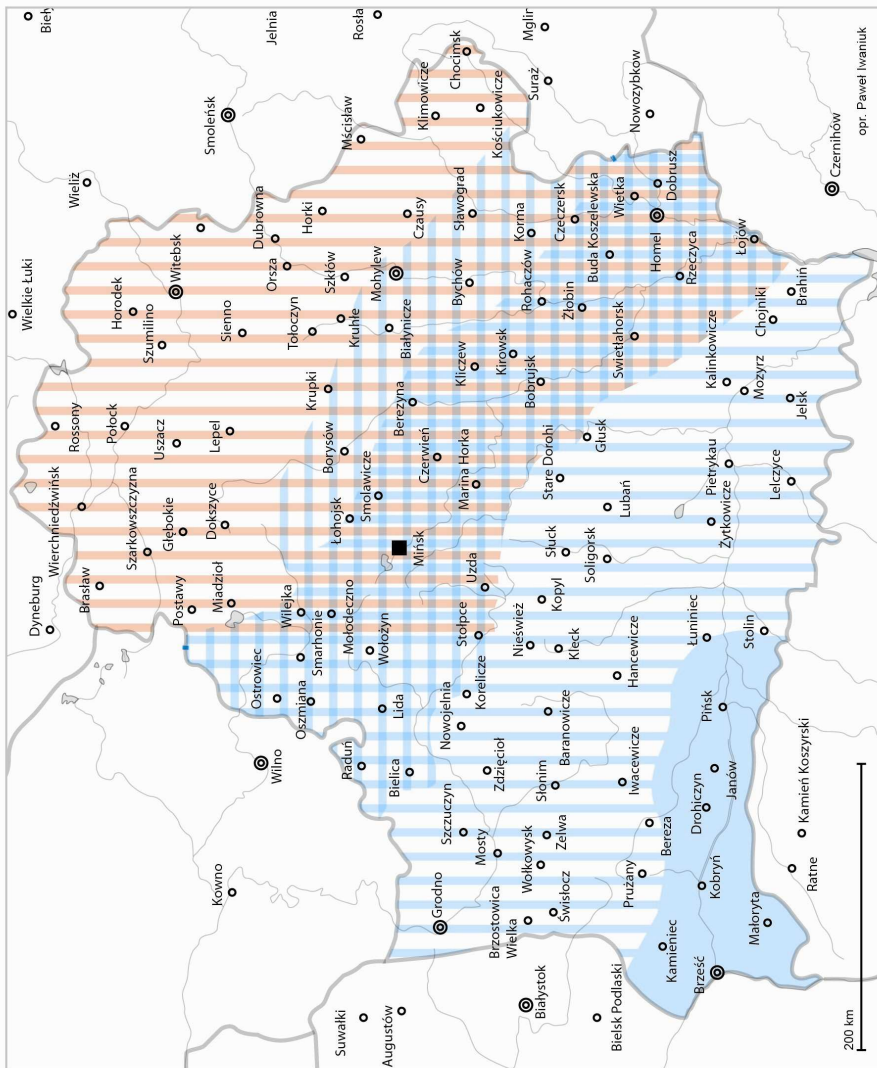 Wielkie Łuki
Bieły
Dyneburg
Rossony
Wieliż
Wierchniedźwińsk
Brasław
Połock
Horodek
Szarkowszczyzna
Szumilino
Uszacz
Witebsk
Głębokie
Postawy
Lepel
Sienno
Dokszyce
Miadzioł
Kowno
Smoleńsk
Jelnia
Dubrowna
Orsza
Wilno
Ostrowiec
Wilejka
Tołoczyn
Horki
Oszmiana
Smarhonie
Krupki
Szkłów
Łohojsk
Borysów
Kruhłe
Mołodeczno
Mścisław
Rosła
Suwałki
Raduń
Wołożyn
Smolawicze
Mohylew
Augustów
Lida
Białynicze
Bielica
Mińsk
Berezyna
Czausy
Klimowicze
Grodno
Szczuczyn
Nowojelnia
Czerwień
Chocimsk
Korelicze
Stołpce
Uzda
Marina Horka
Kliczew
Bychów
Sławograd
Kościukowicze
Mosty
Zdzięcioł
Brzostowica
Wielka
Kirowsk
Białystok
Wołkowysk
Nieśwież
Bobrujsk
Rohaczów
Korma
Mglin
Suraż
Świsłocz
Zelwa
Słonim
Baranowicze
Kleck
Kopyl
Słuck
Stare Dorohi
Żłobin
Czeczersk
Bielsk Podlaski
Głusk
Soligorsk
Lubań
Buda Koszelewska
Iwacewicze
Hancewicze
Swietłahorsk
Wietka
Nowozybkow
Prużany
Bereza
Homel
Dobrusz
Kamieniec
Rzeczyca
Brześć
Kobryń
Drohiczyn
Janów
Pińsk
Łuniniec
Żytkowicze
Pietrykau
Kalinkowicze
Mozyrz
Łojów
Małoryta
Stolin
Chojniki
Ratne
Kamień Koszyrski
Lelczyce
Jelsk
Brahiń
Czernihów
200 km
opr. Paweł Iwaniuk